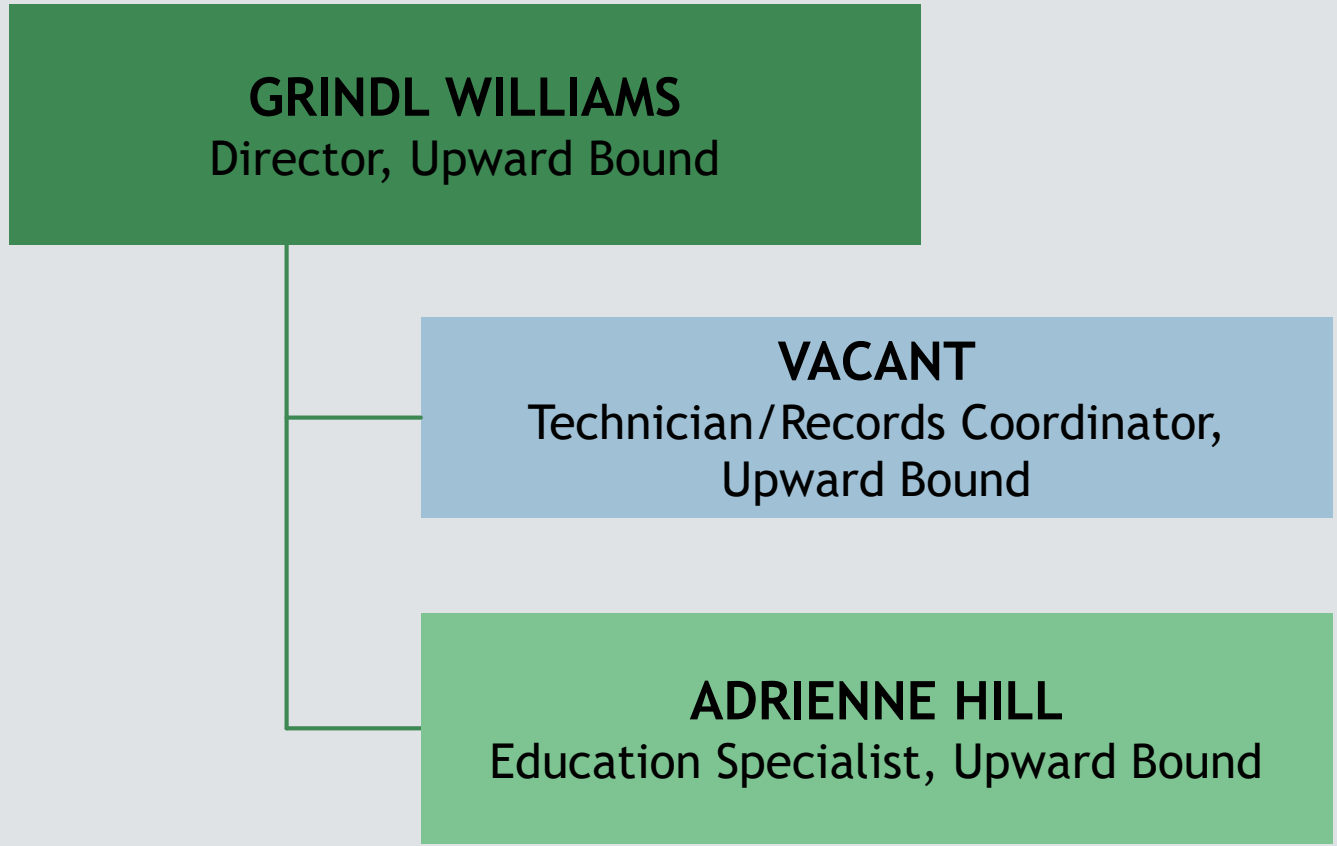 GRINDL WILLIAMS
Director, Upward Bound
VACANT
Technician/Records Coordinator,
Upward Bound
ADRIENNE HILL
Education Specialist, Upward Bound